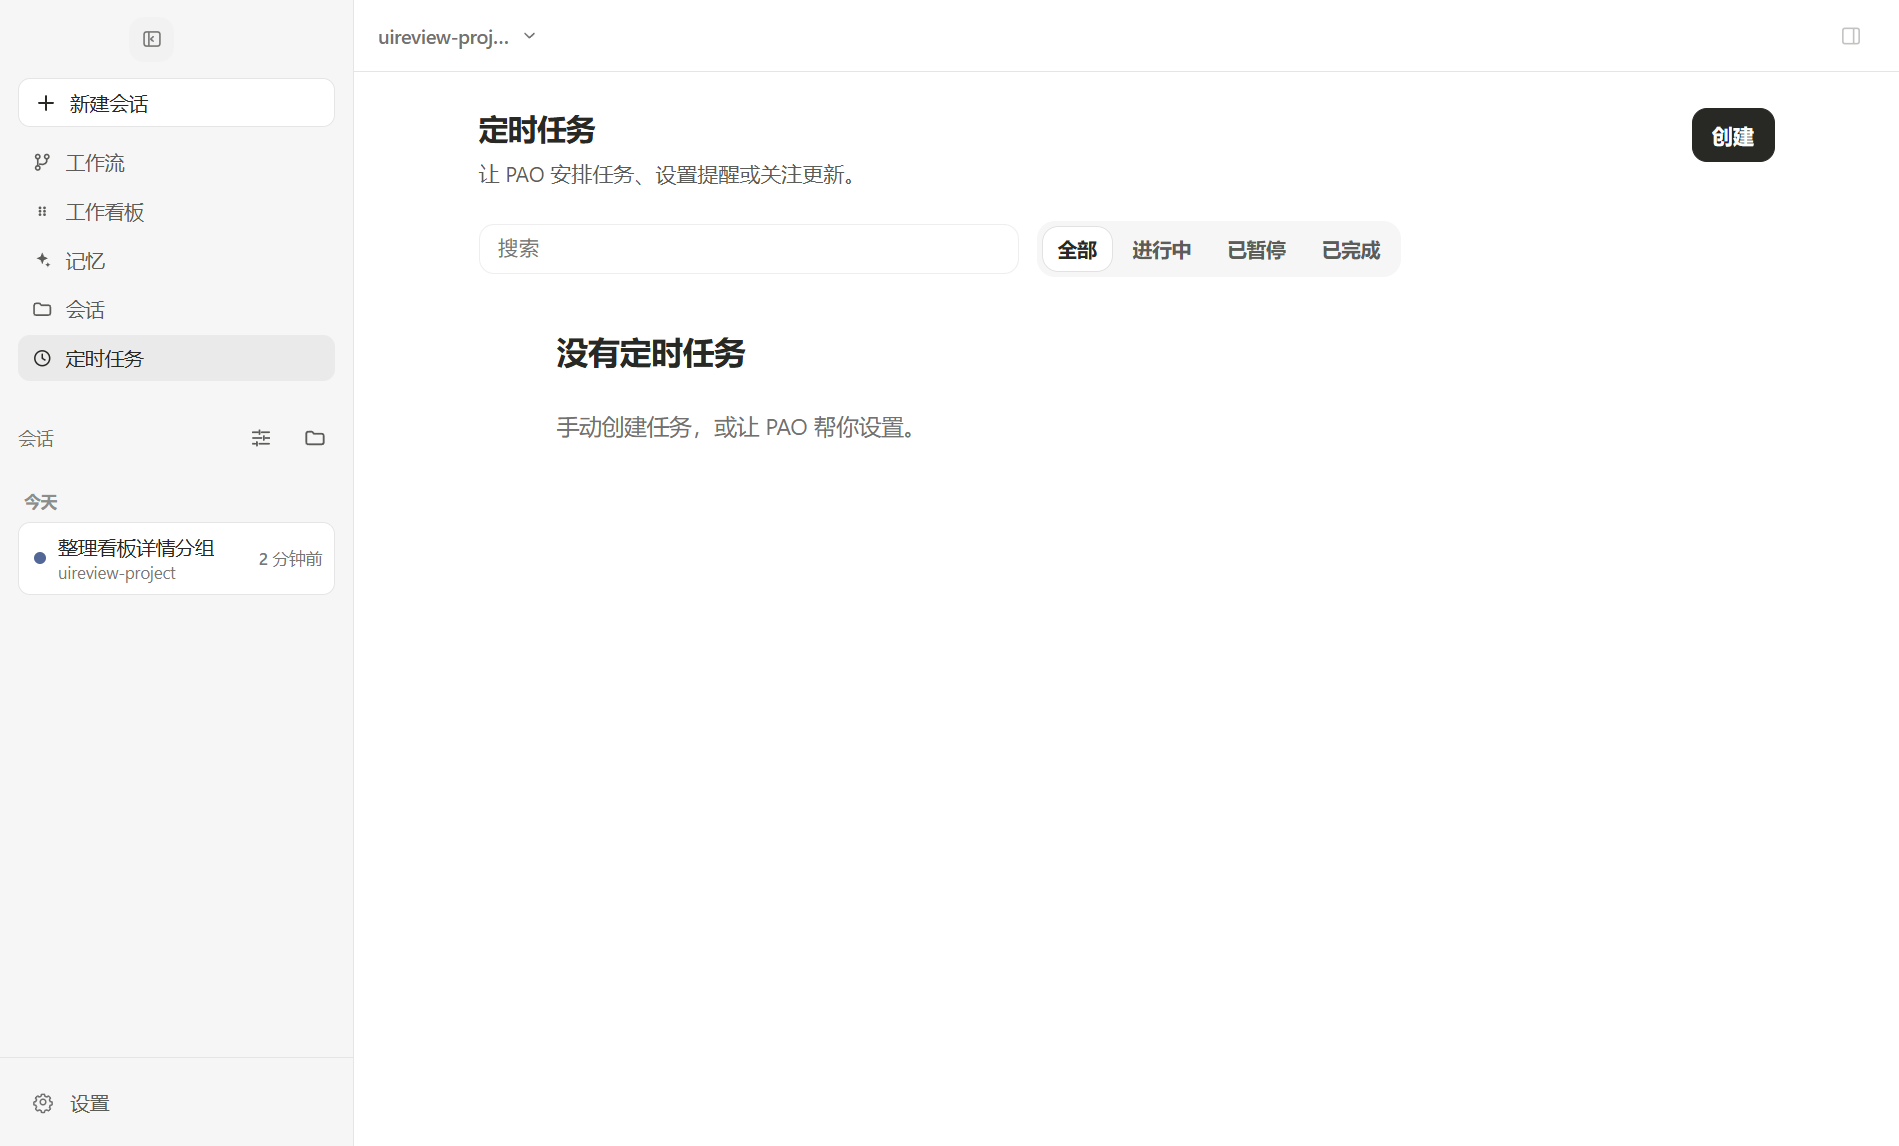 新建会话
工作流
工作看板
记忆
会话
定时任务
会话
今天
整理看板详情分组
uireview-project
2 分钟前
设置
uireview-proj...
定时任务
让 PAO 安排任务、设置提醒或关注更新。
创建
搜索
全部 进行中 已暂停 已完成
没有定时任务
手动创建任务，或让 PAO 帮你设置。